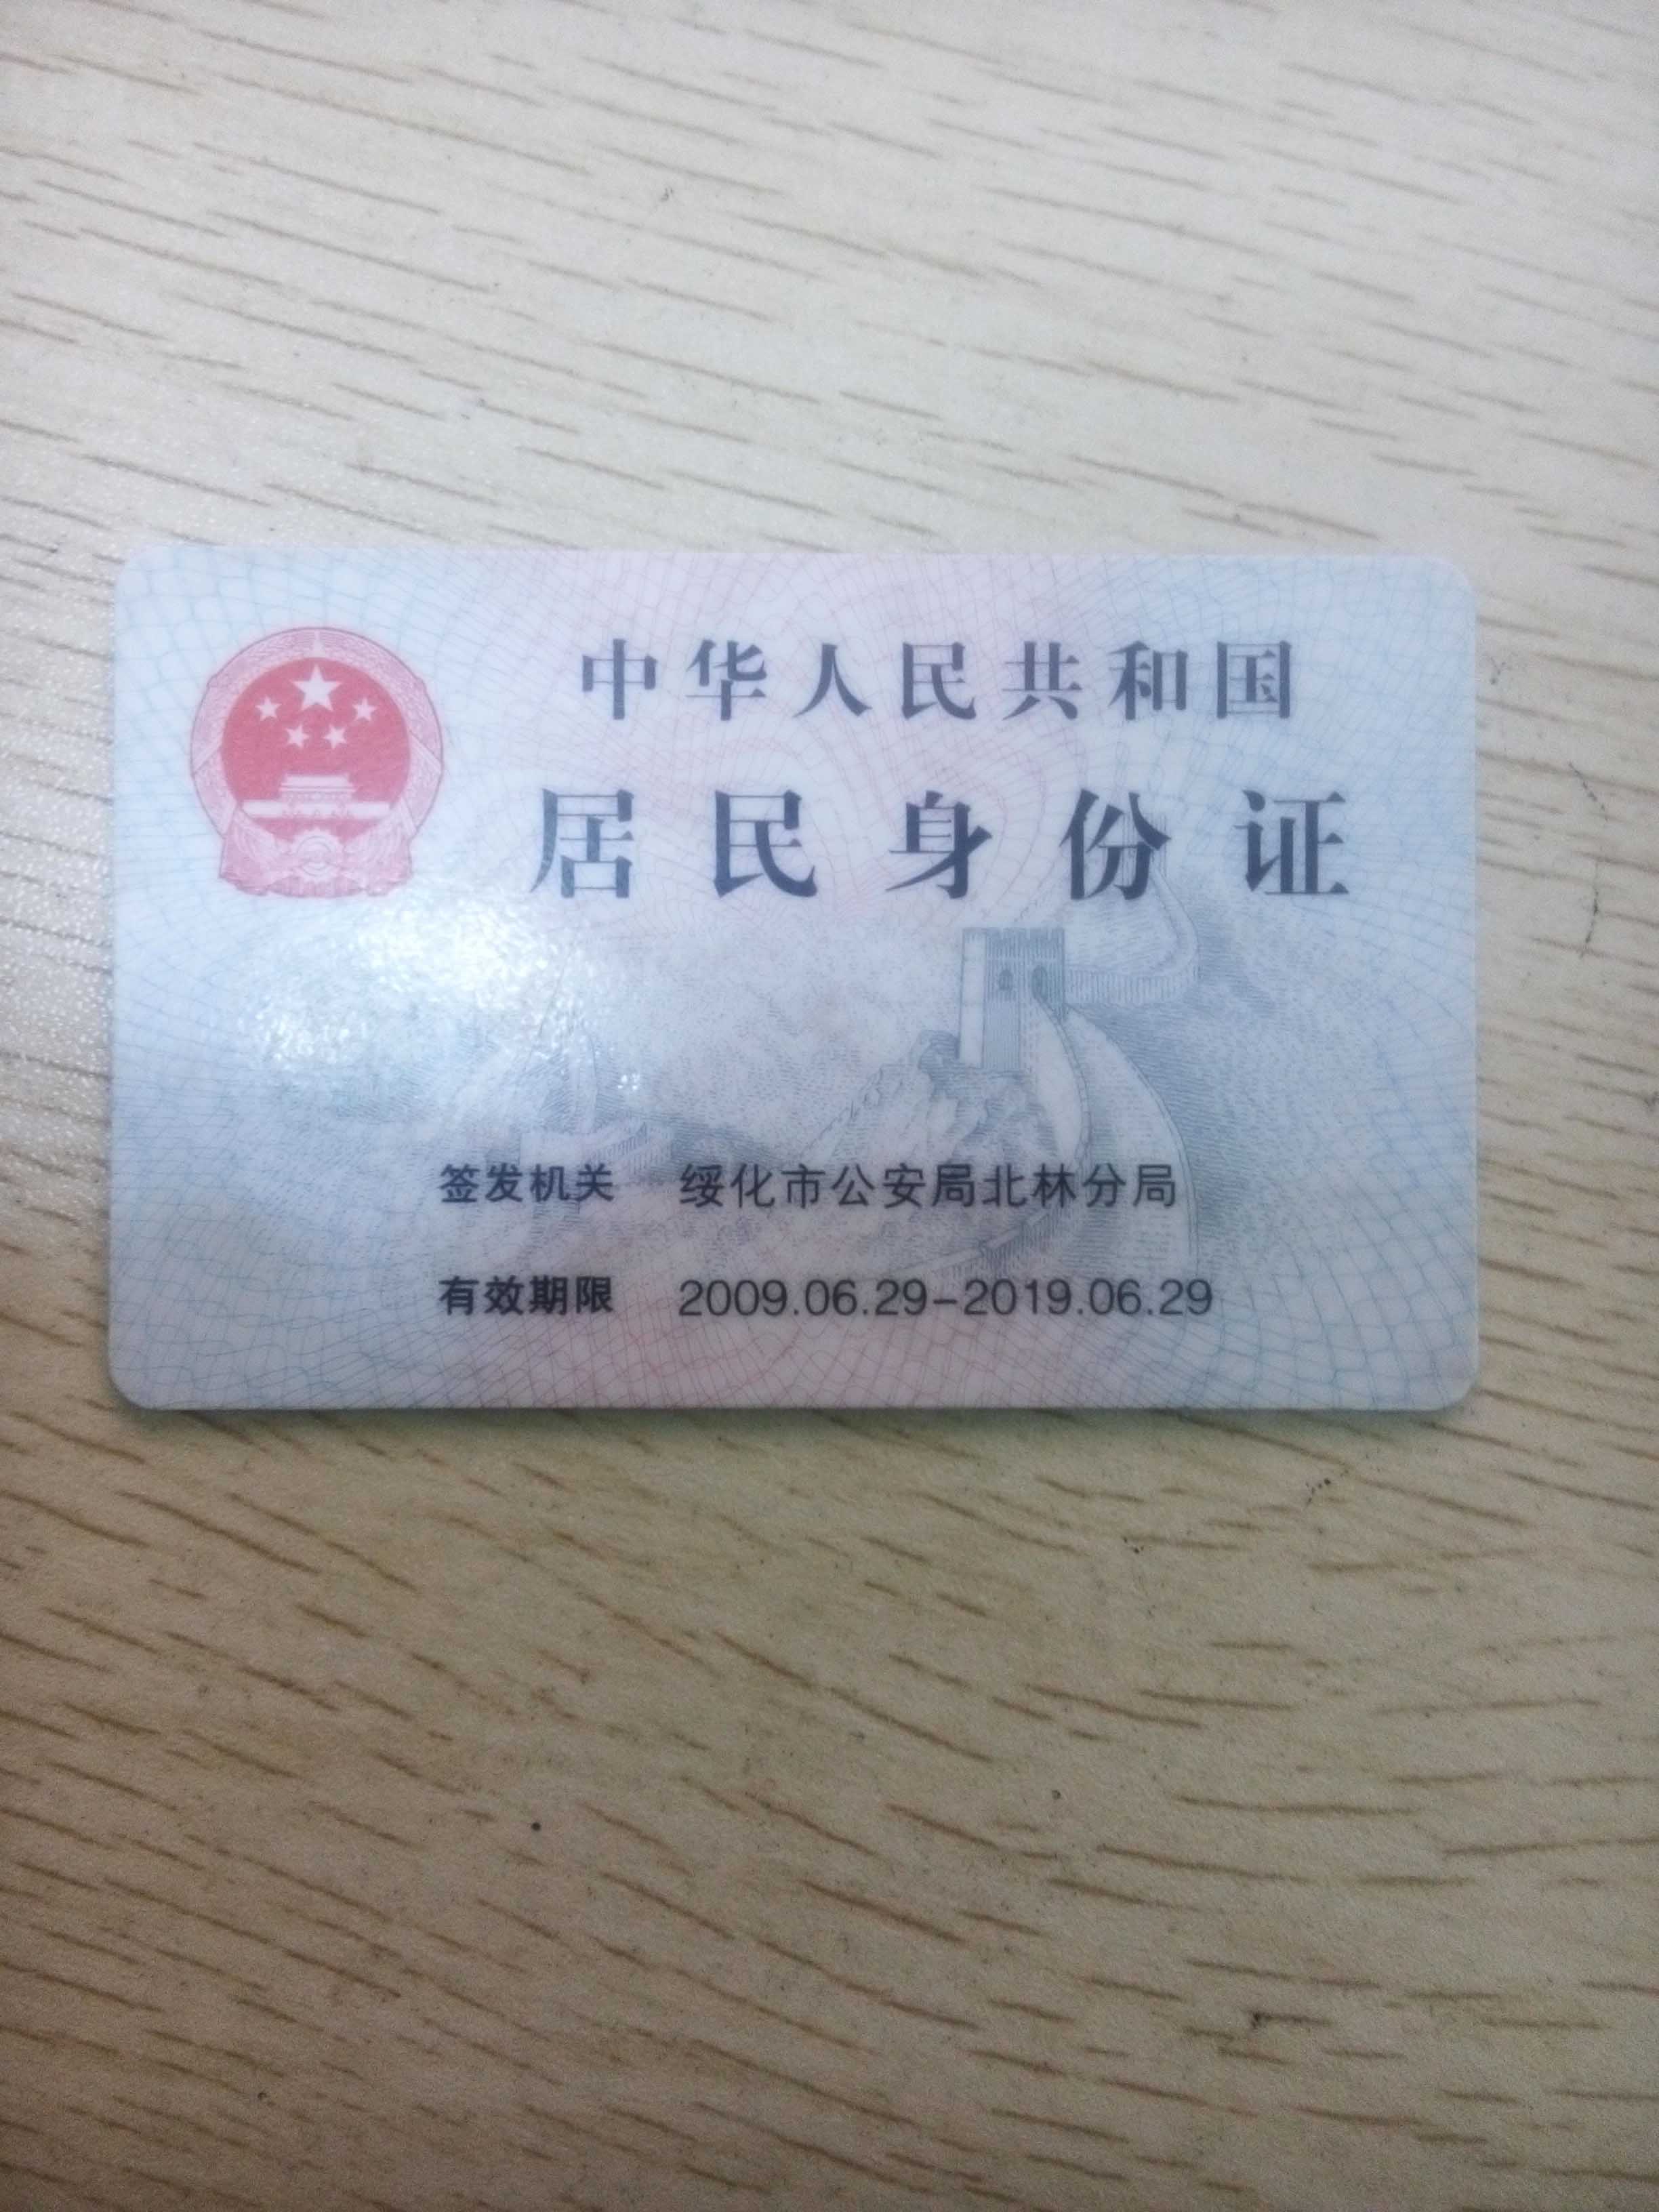 中华人民共和国
居民身份证
签发机关 绥化市公安局北林分局
有效期限 2009.06.29-2019.06.29